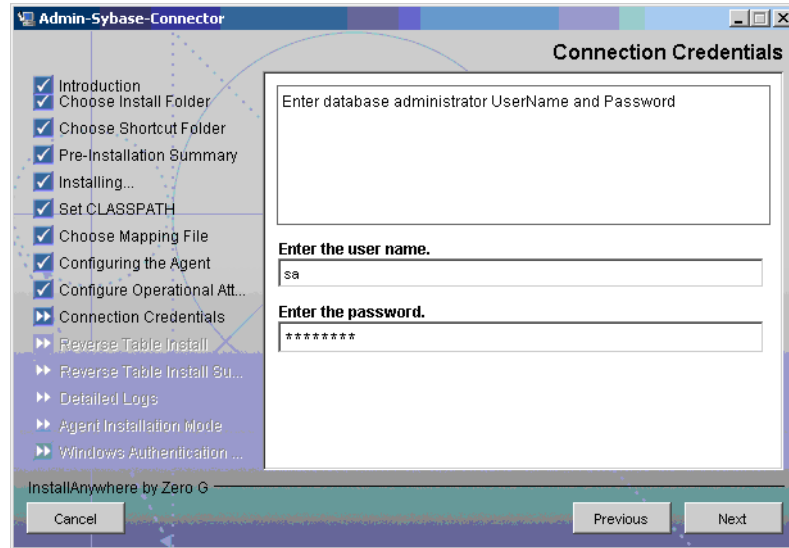 Admin-Sybase-Connector
Connection Credentials
Introduction
Choose Install Folder
Choose Shortcut Folder
Pre-Installation Summary
Installing...
Set CLASSPATH
Choose Mapping File
Configuring the Agent
Configure Operational Att...
Connection Credentials
Reverse Table Install
Reverse Table Install Su...
Detailed Logs
Agent Installation Mode
Windows Authentication ...
Enter database administrator UserName and Password
Enter the user name.
sa
Enter the password.
********
InstallAnywhere by Zero G
Cancel
Previous
Next